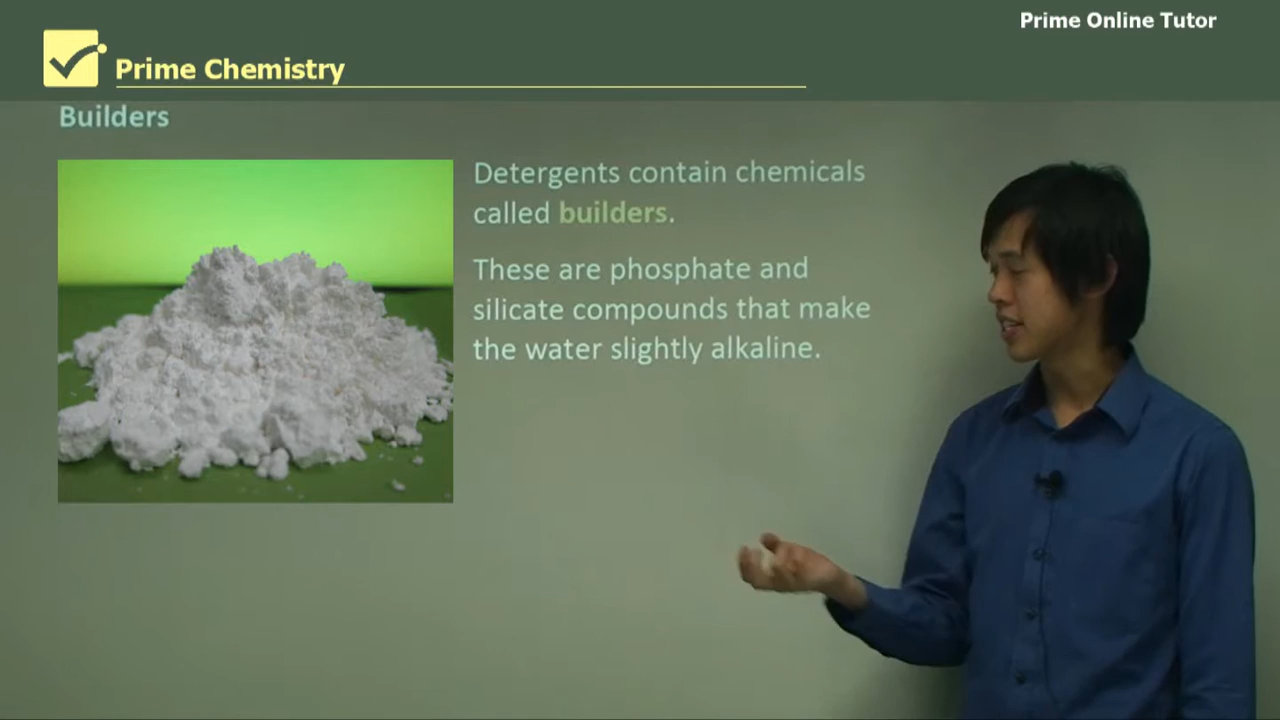 Prime Online Tutor
Prime Chemistry
Builders
Detergents contain chemicals
called builders.
These are phosphate and
silicate compounds that make
the water slightly alkaline.